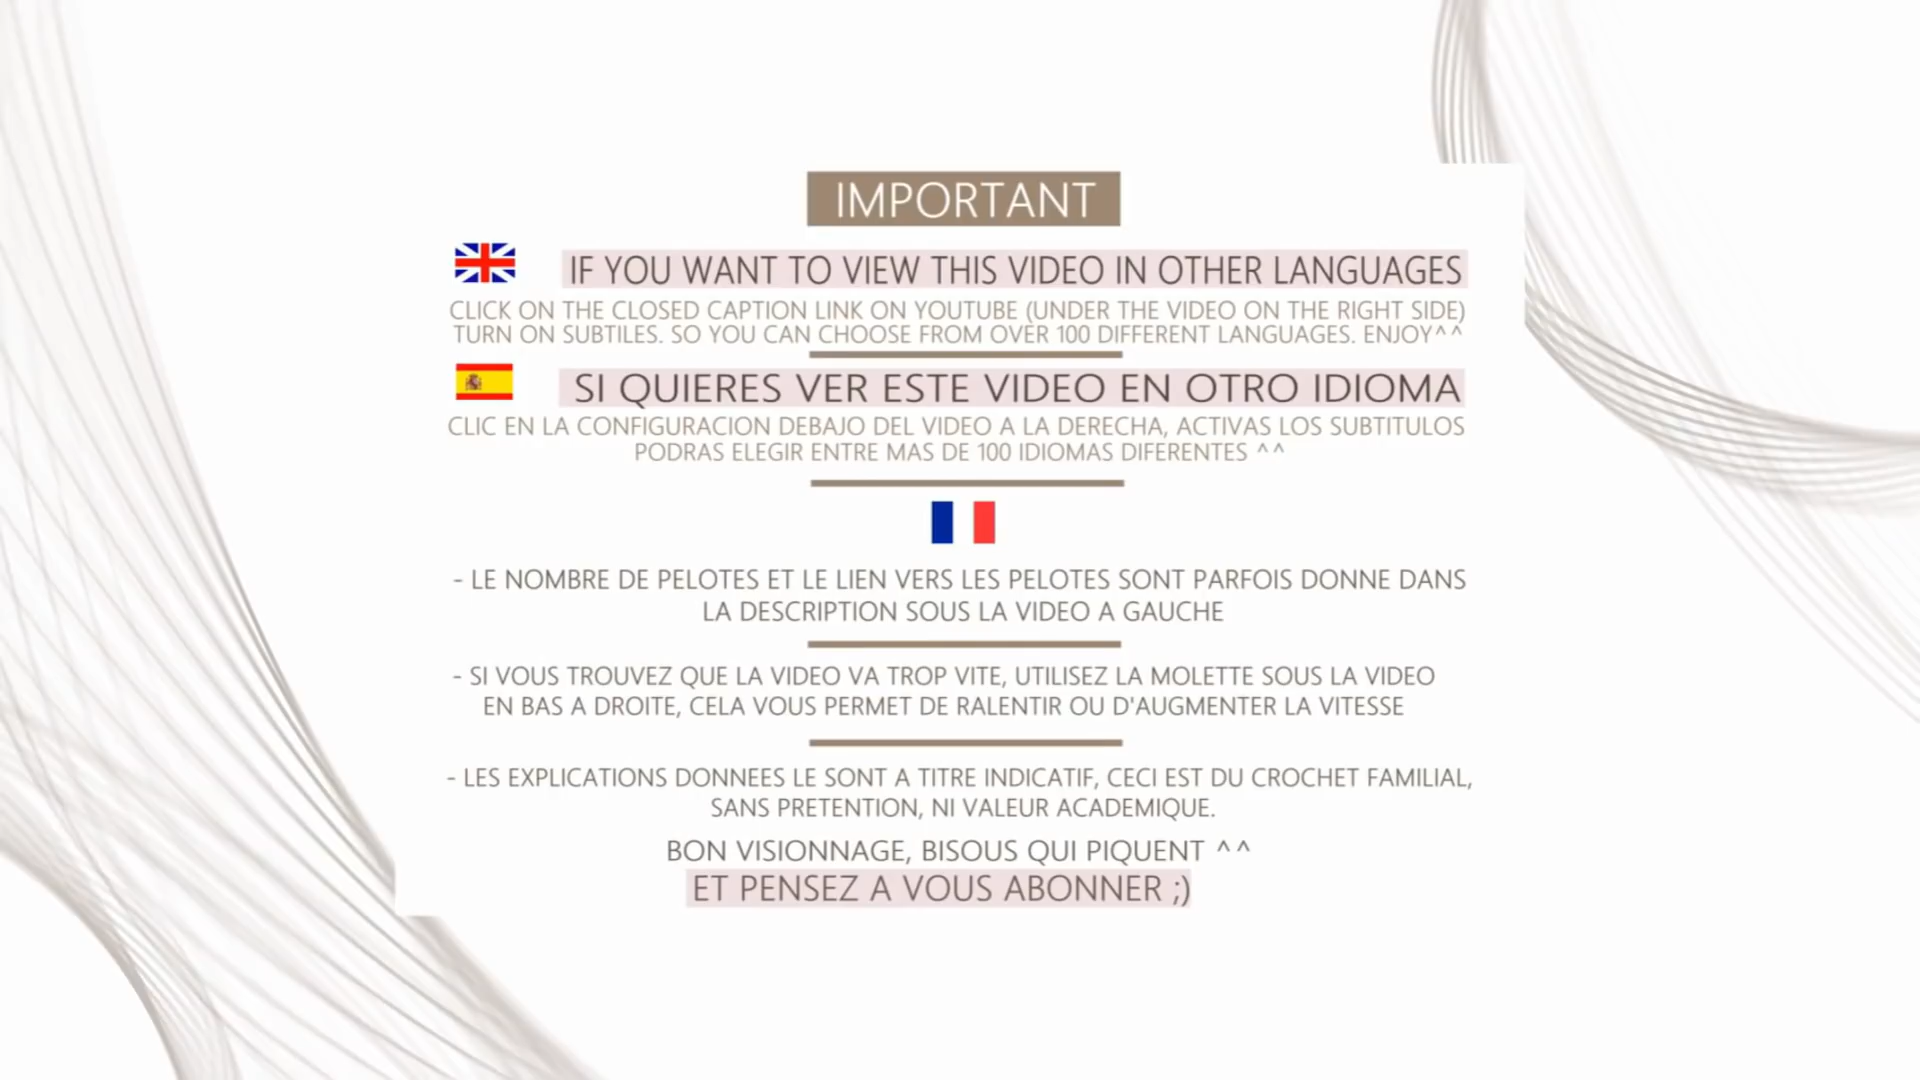 IMPORTANT
IF YOU WANT TO VIEW THIS VIDEO IN OTHER LANGUAGES
CLICK ON THE CLOSED CAPTION LINK ON YOUTUBE (UNDER THE VIDEO ON THE RIGHT SIDE)
TURN ON SUBTILES. SO YOU CAN CHOOSE FROM OVER 100 DIFFERENT LANGUAGES. ENJOY^^
SI QUIERES VER ESTE VIDEO EN OTRO IDIOMA
CLIC EN LA CONFIGURACION DEBAJO DEL VIDEO A LA DERECHA, ACTIVAS LOS SUBTITULOS
PODRAS ELEGIR ENTRE MAS DE 100 IDIOMAS DIFERENTES ^^
- LE NOMBRE DE PELOTES ET LE LIEN VERS LES PELOTES SONT PARFOIS DONNE DANS
LA DESCRIPTION SOUS LA VIDEO A GAUCHE
- SI VOUS TROUVEZ QUE LA VIDEO VA TROP VITE, UTILISEZ LA MOLETTE SOUS LA VIDEO
EN BAS A DROITE, CELA VOUS PERMET DE RALENTIR OU D'AUGMENTER LA VITESSE
- LES EXPLICATIONS DONNEES LE SONT A TITRE INDICATIF, CECI EST DU CROCHET FAMILIAL,
SANS PRETENTION, NI VALEUR ACADEMIQUE.
BON VISIONNAGE, BISOUS QUI PIQUENT ^^
ET PENSEZ A VOUS ABONNER ;)